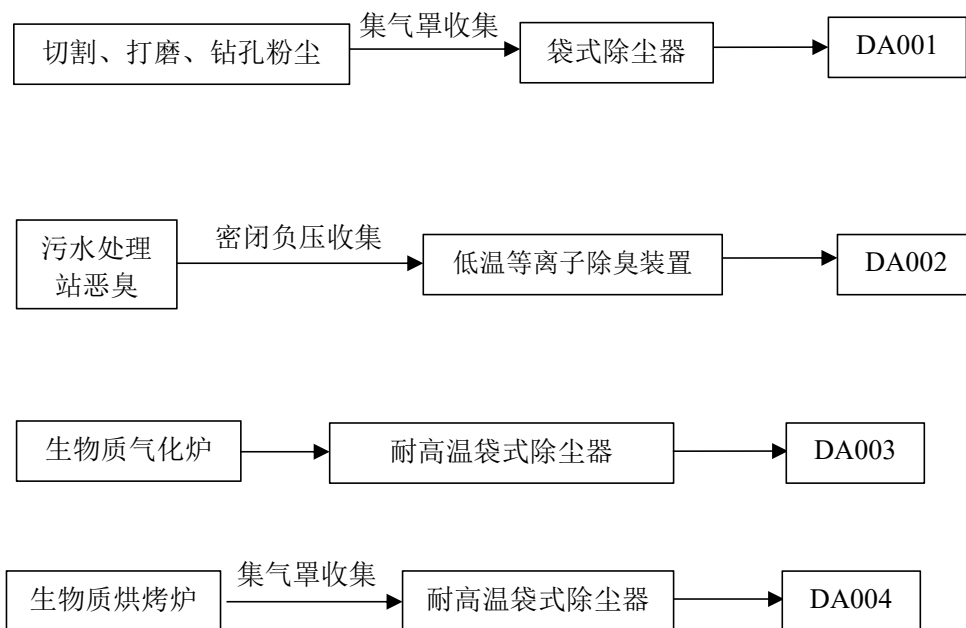 切割、打磨、钻孔粉尘
集气罩收集
袋式除尘器
DA001
污水处理
站恶臭
密闭负压收集
低温等离子除臭装置
DA002
生物质气化炉
耐高温袋式除尘器
DA003
生物质烘烤炉
集气罩收集
耐高温袋式除尘器
DA004